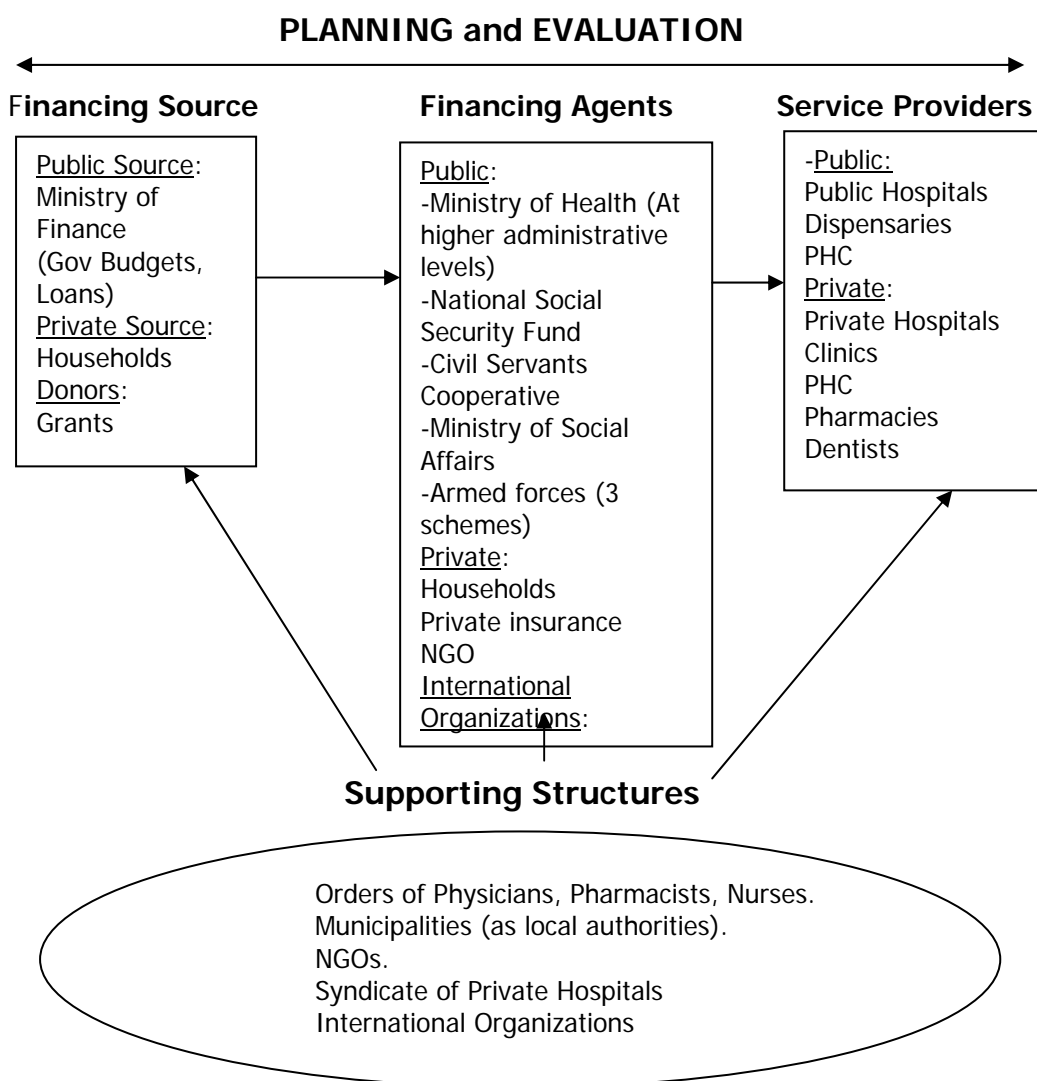 PLANNING and EVALUATION
Financing Source
Public Source:
Ministry of
Finance
(Gov Budgets,
Loans)
Private Source:
Households
Donors:
Grants
Financing Agents
Public:
-Ministry of Health (At
higher administrative
levels)
-National Social
Security Fund
-Civil Servants
Cooperative
-Ministry of Social
Affairs
-Armed forces (3
schemes)
Private:
Households
Private insurance
NGO
International
Organizations:
Service Providers
-Public:
Public Hospitals
Dispensaries
PHC
Private:
Private Hospitals
Clinics
PHC
Pharmacies
Dentists
Supporting Structures
Orders of Physicians, Pharmacists, Nurses.
Municipalities (as local authorities).
NGOs.
Syndicate of Private Hospitals
International Organizations